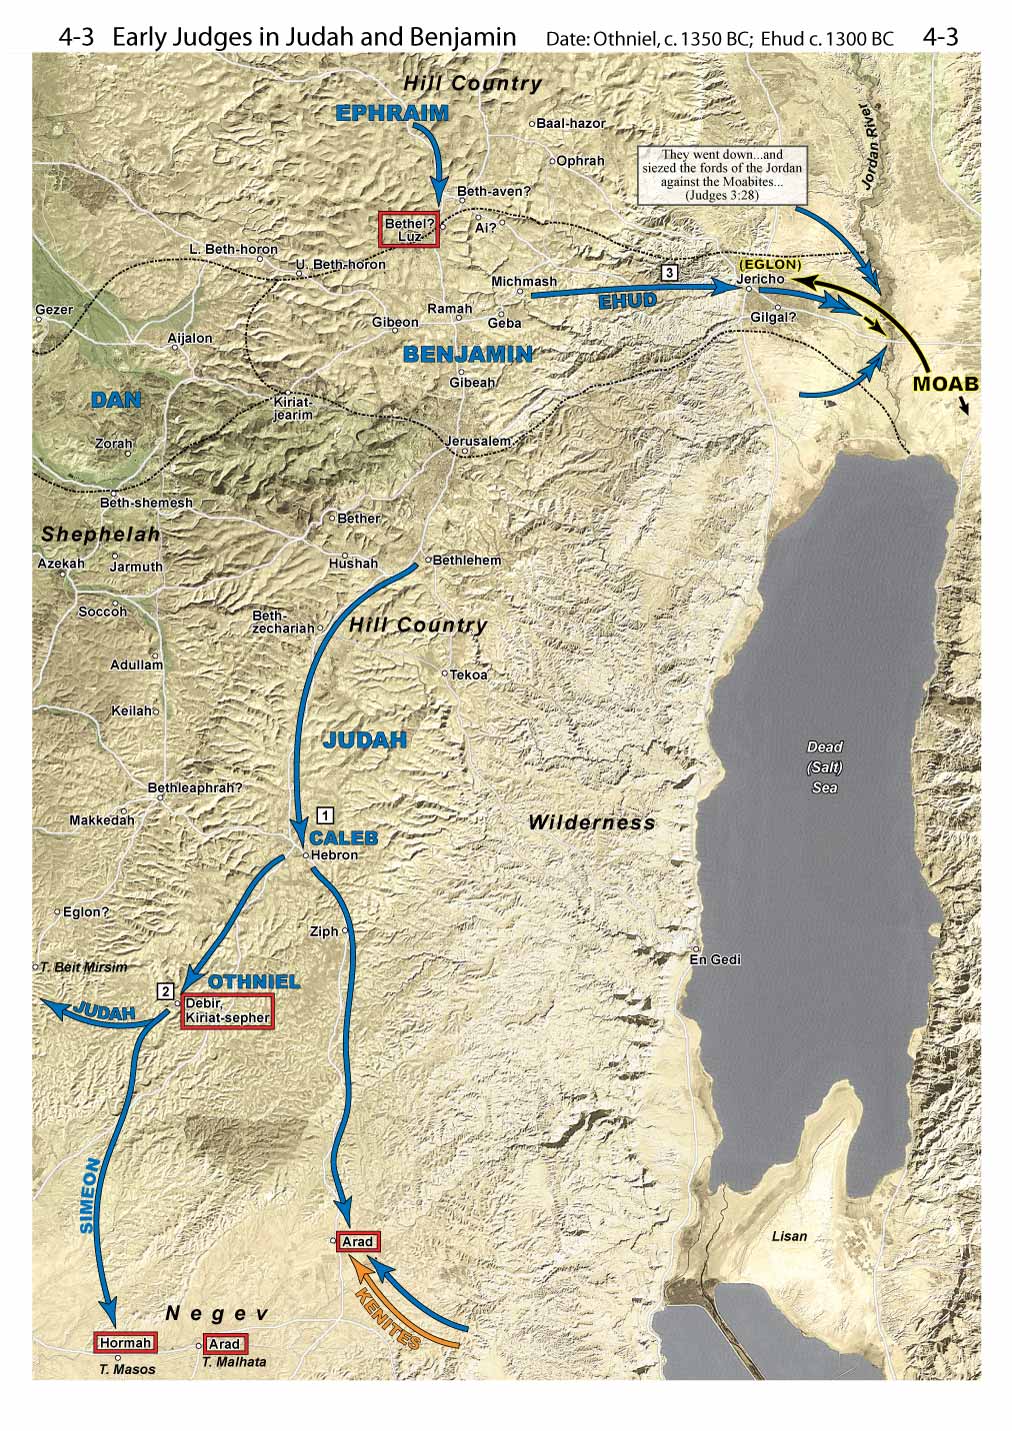 4-3 Early Judges in Judah and Benjamin Date: Othniel, c. 1350 BC; Ehud c. 1300 BC 4-3
Hill Country
EPHRAIM
Baal-hazor
Jordan River
Ophrah
They went down...and
siezed the fords of the Jordan
against the Moabites...
(Judges 3:28)
Beth-aven?
Bethel?
Luz
Ai?
L. Beth-horon
U. Beth-horon
(EGLON)
Jericho
3
Michmash
EHUD
Gezer
Ramah
Gibeon
Geba
Gilgal?
Aijalon
BENJAMIN
MOAB
Gibeah
DAN
Kiriat-
jearim
Zorah
Jerusalem
Beth-shemesh
Bether
Shephelah
Azekah
Jarmuth
Hushah
Bethlehem
Soccoh
Beth-
zechariah
Hill Country
Adullam
Tekoa
Keilah
JUDAH
Dead
(Salt)
Sea
Bethleaphrah?
Makkedah
1
CALEB
Wilderness
Hebron
Eglon?
Ziph
T. Beit Mirsim
En Gedi
OTHNIEL
2
Debir,
Kiriat-sepher
JUDAH
SIMEON
Arad
Lisan
KENITES
Negev
Hormah
Arad
T. Masos
T. Malhata